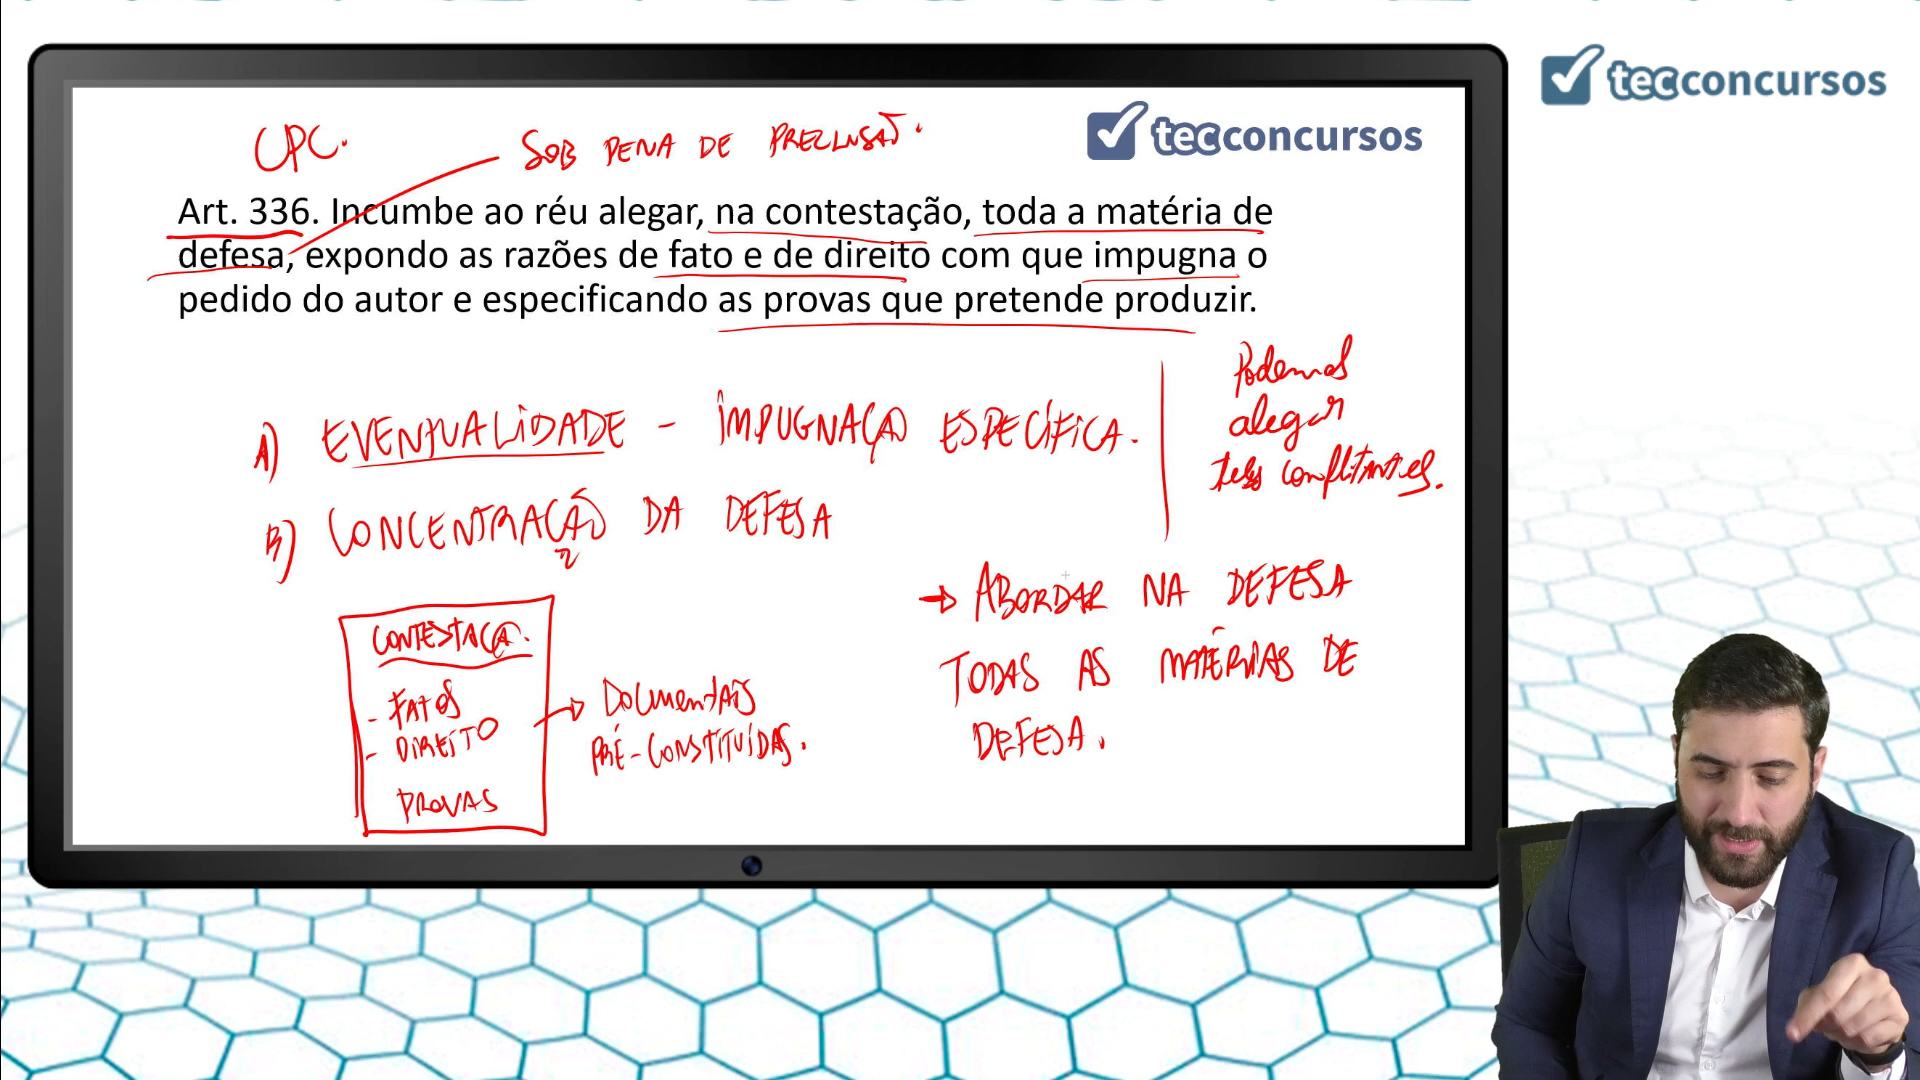 tecconcursos
tecconcursos
CPC.
SOB PENA DE PRECLUSÃO.
Art. 336. Incumbe ao réu alegar, na contestação, toda a matéria de
defesa, expondo as razões de fato e de direito com que impugna o
pedido do autor e especificando as provas que pretende produzir.
A) EVENTUALIDADE - IMPUGNAÇÃO ESPECÍFICA.
B) CONCENTRAÇÃO DA DEFESA
Podemos
alegar
teses conflitantes.
→ ABORDAR NA DEFESA
TODAS AS MATÉRIAS DE
DEFESA.
CONTESTAÇÃO.
- FATOS
- DIREITO
PROVAS
→ DOCUMENTAIS
PRÉ-CONSTITUÍDAS.